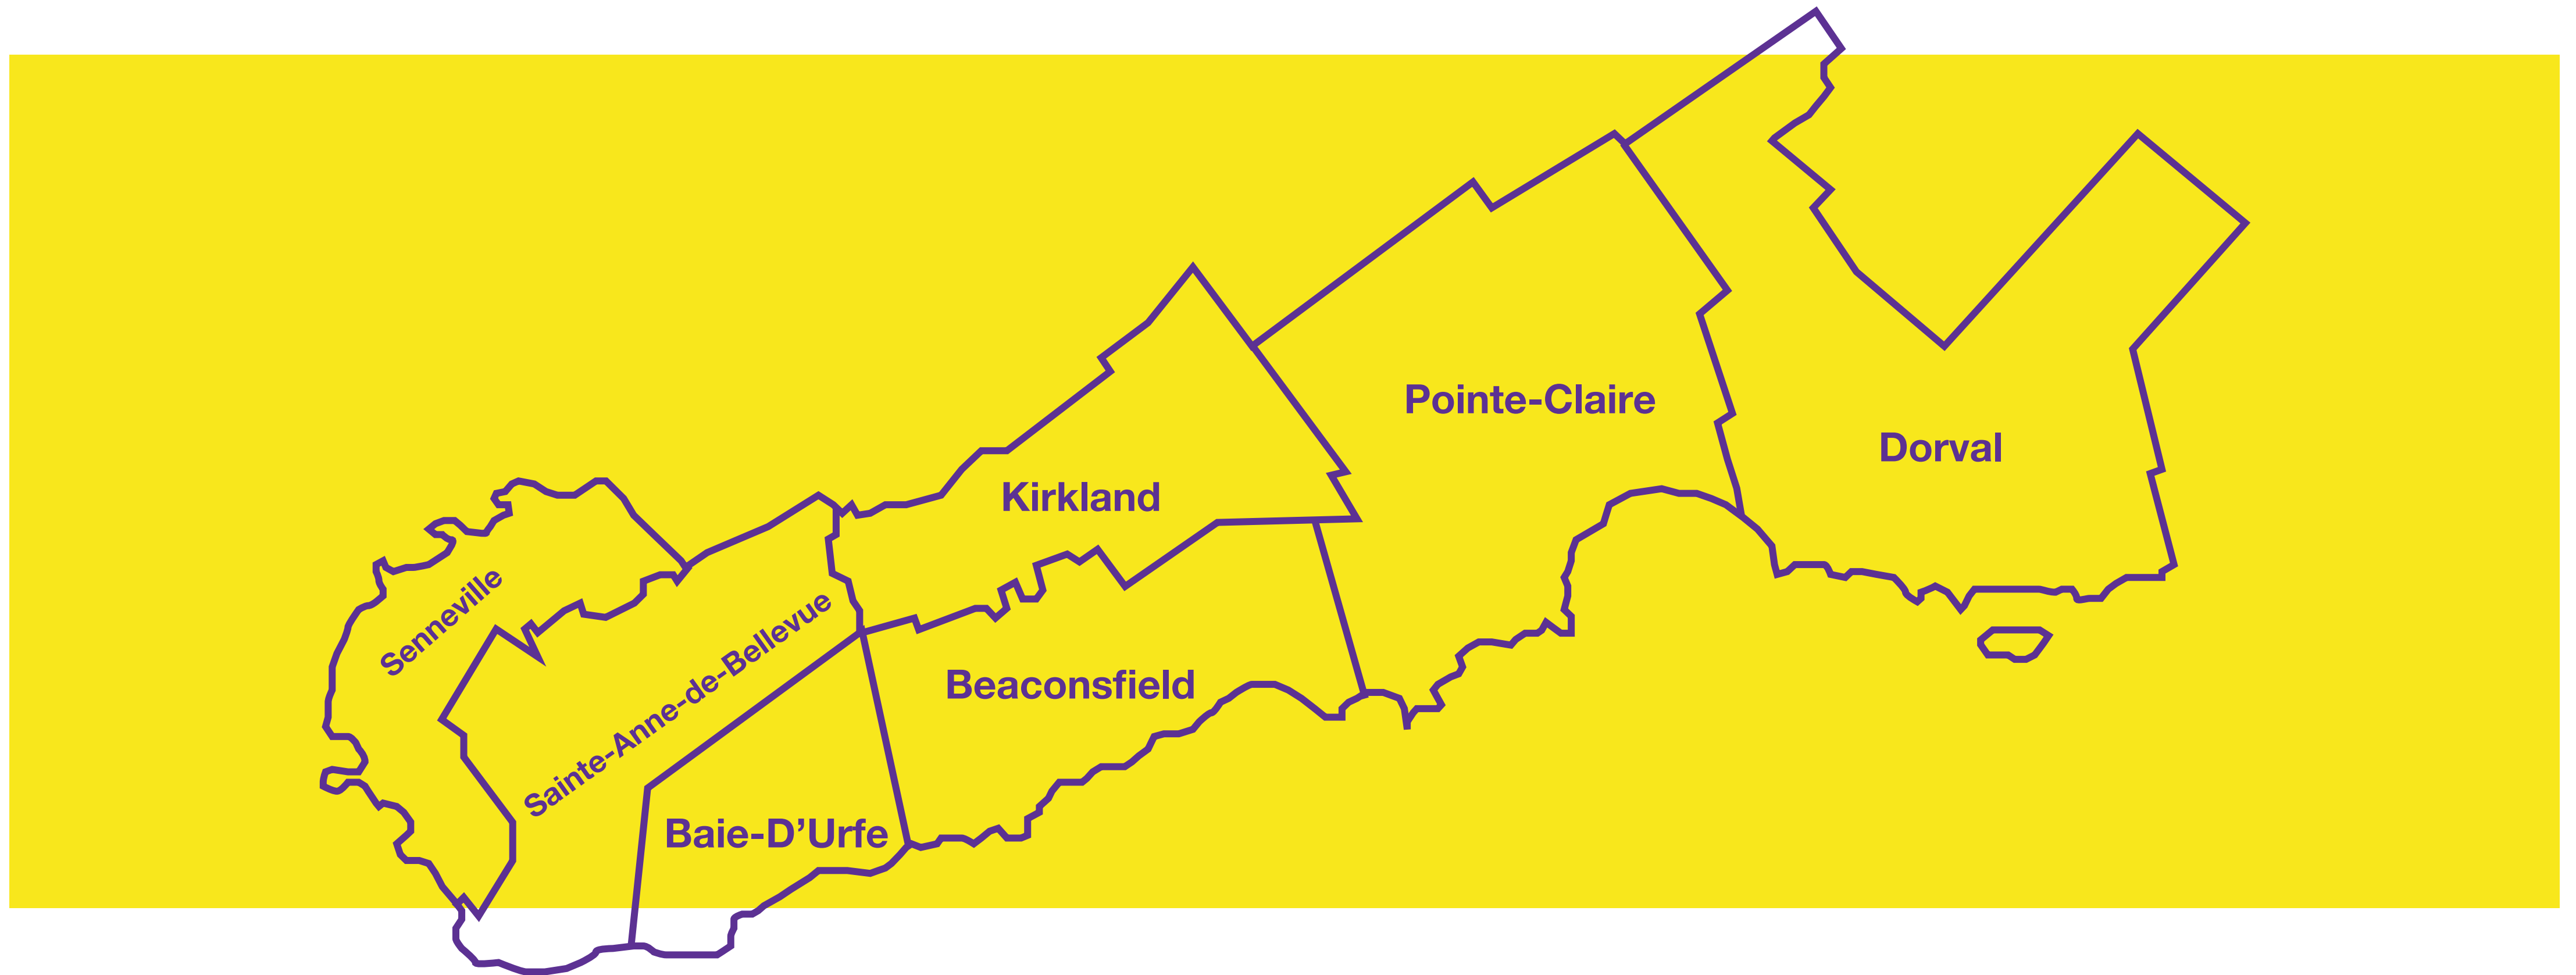 Pointe-Claire
Dorval
Kirkland
Senneville
Sainte-Anne-de-Bellevue
Beaconsfield
Baie-D’Urfe